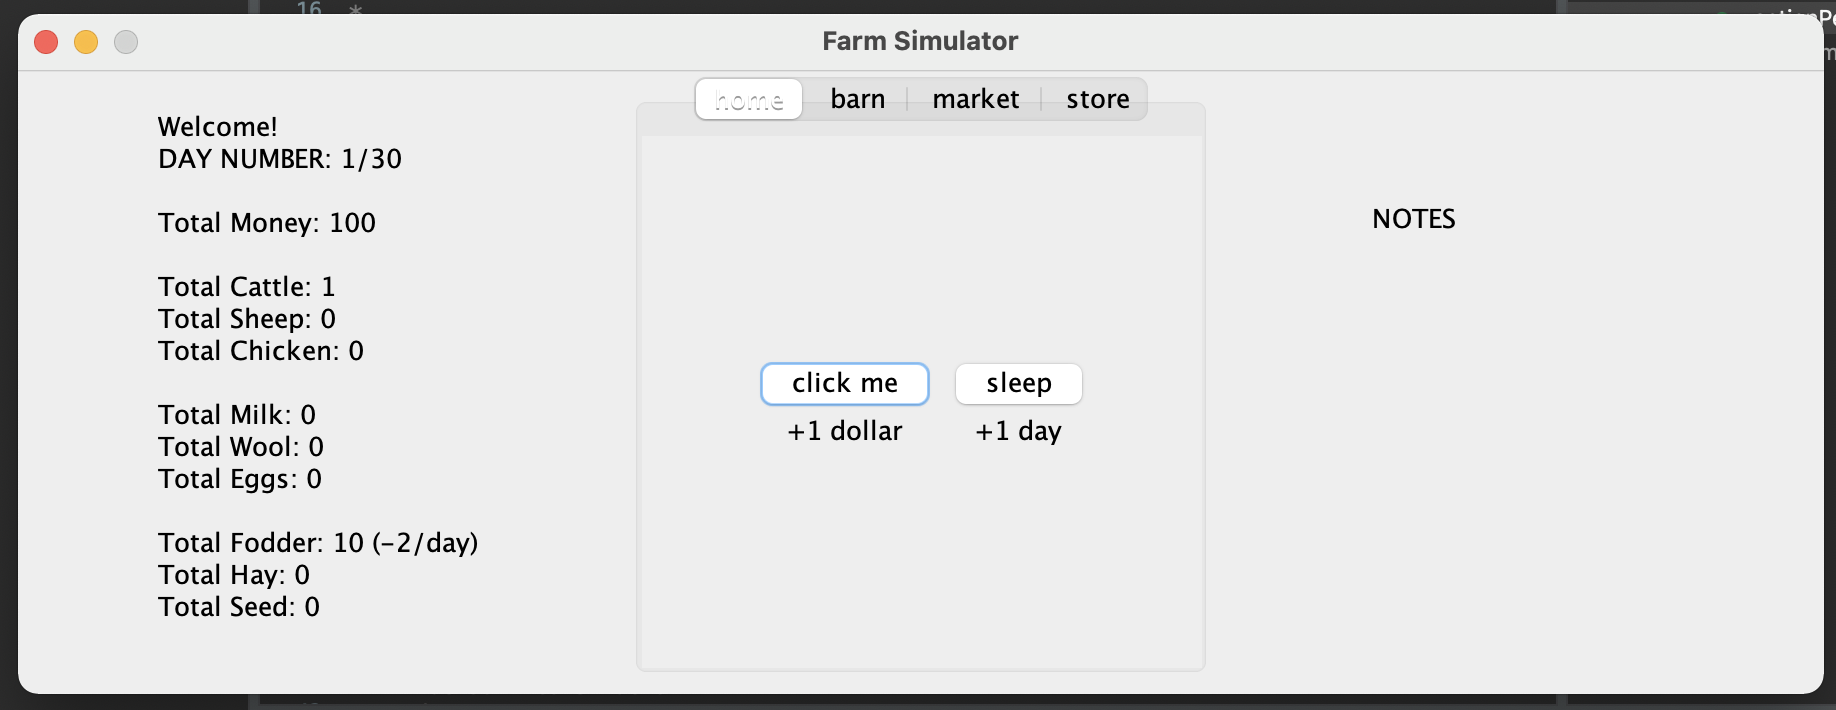 16 *
Farm Simulator
home barn market store
Welcome!
DAY NUMBER: 1/30
Total Money: 100
Total Cattle: 1
Total Sheep: 0
Total Chicken: 0
Total Milk: 0
Total Wool: 0
Total Eggs: 0
Total Fodder: 10 (-2/day)
Total Hay: 0
Total Seed: 0
click me sleep
+1 dollar +1 day
NOTES